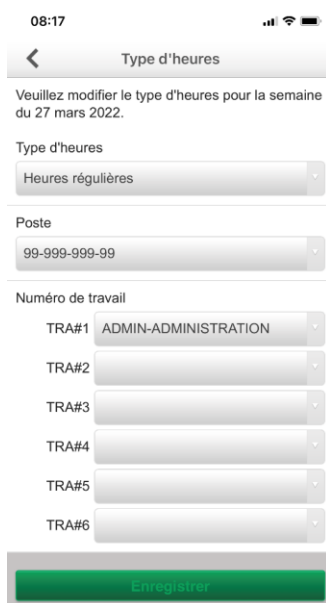 08:17
Type d'heures
Veuillez modifier le type d'heures pour la semaine
du 27 mars 2022.
Type d'heures
Heures régulières
Poste
99-999-999-99
Numéro de travail
TRA#1 ADMIN-ADMINISTRATION
TRA#2
TRA#3
TRA#4
TRA#5
TRA#6
Enregistrer